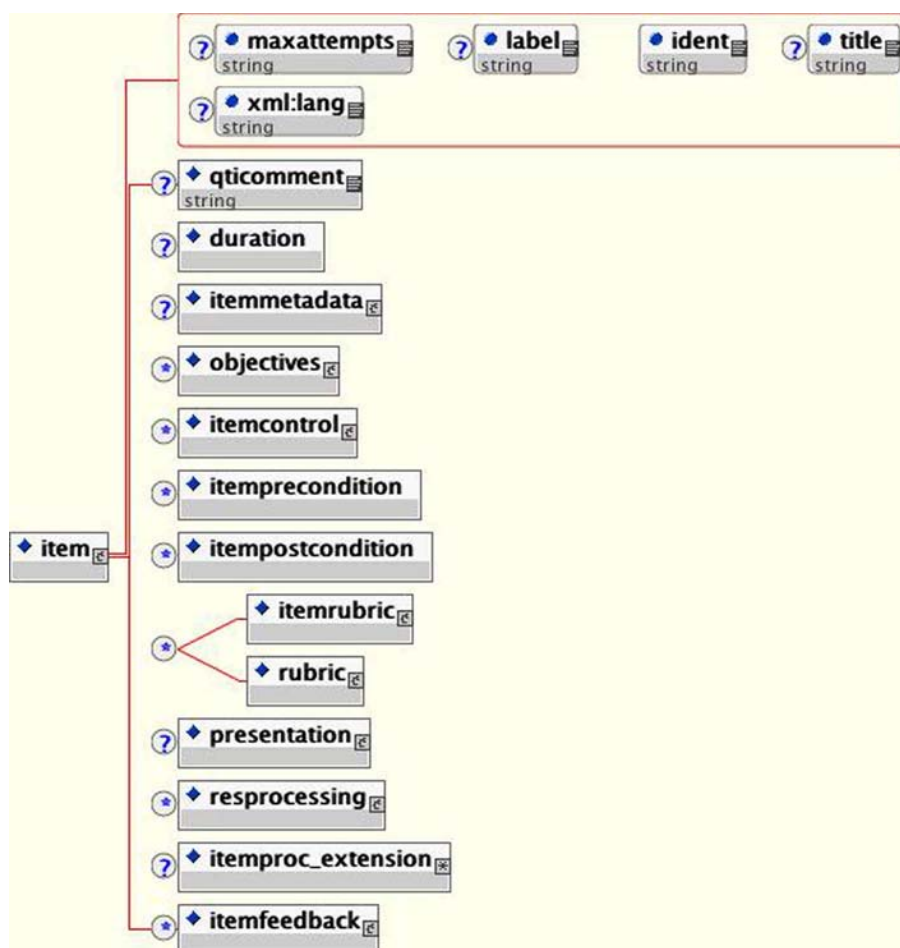 ? maxattempts ? label ident ? title
string string string string
? xml:lang
string
? qticomment
string
? duration
? itemmetadata
* objectives
* itemcontrol
* itemprecondition
item
* itempostcondition
itemrubric
*
rubric
? presentation
* resprocessing
? itemproc_extension
* itemfeedback